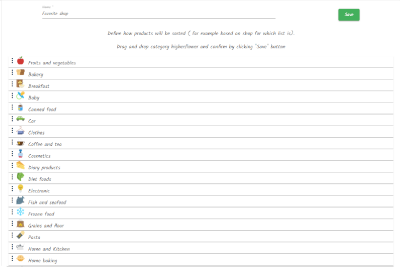 Name
Favorite shop
Save
Define how products will be sorted ( for example based on shop for which list is).
Drag and drop category higher/lower and confirm by clicking "Save" button
Fruits and vegetables
Bakery
Breakfast
Baby
Canned food
Car
Clothes
Coffee and tea
Cosmetics
Dairy products
Diet foods
Electronic
Fish and seafood
Frozen food
Grains and flour
Pasta
Home and Kitchen
Home baking